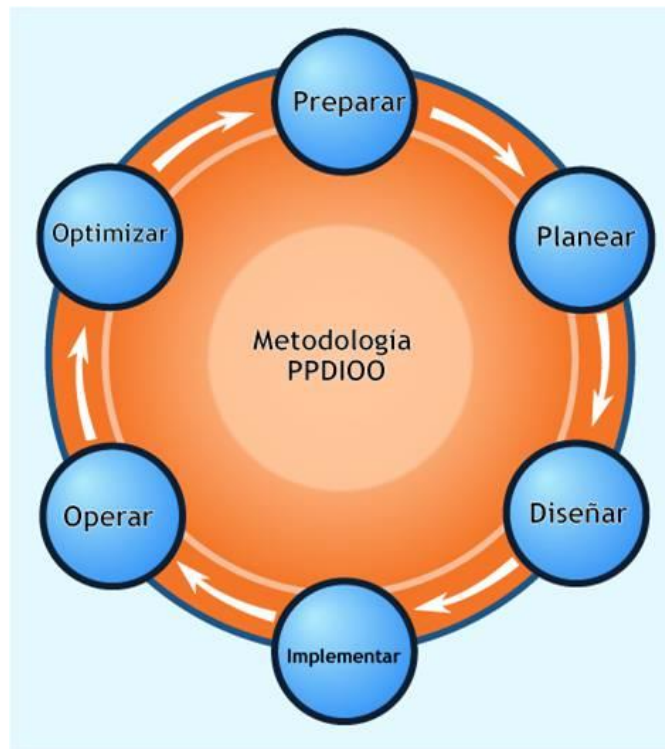 Preparar
Planear
Diseñar
Implementar
Operar
Optimizar
Metodología
PPDIOO